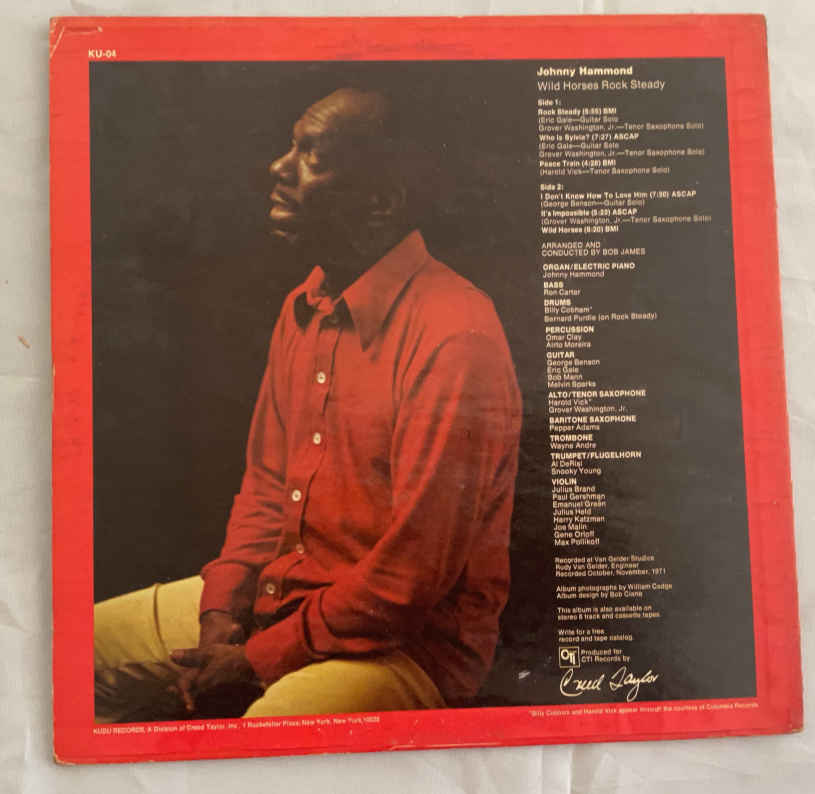 KU-04
Johnny Hammond
Wild Horses Rock Steady
Side 1:
Rock Steady (5:55) BMI
(Eric Gale—Guitar Solo
Grover Washington, Jr.—Tenor Saxophone Solo)
Who Is Sylvia? (7:27) ASCAP
(Eric Gale—Guitar Solo
Grover Washington, Jr.—Tenor Saxophone Solo)
Peace Train (4:28) BMI
(Harold Vick—Tenor Saxophone Solo)
Side 2:
I Don't Know How To Love Him (7:30) ASCAP
(George Benson—Guitar Solo)
It's Impossible (5:23) ASCAP
(Grover Washington, Jr.—Tenor Saxophone Solo)
Wild Horses (6:20) BMI
ARRANGED AND
CONDUCTED BY BOB JAMES
ORGAN/ELECTRIC PIANO
Johnny Hammond
BASS
Ron Carter
DRUMS
Billy Cobham*
Bernard Purdie (on Rock Steady)
PERCUSSION
Omar Clay
Airto Moreira
GUITAR
George Benson
Eric Gale
Bob Mann
Melvin Sparks
ALTO/TENOR SAXOPHONE
Harold Vick*
Grover Washington, Jr.
BARITONE SAXOPHONE
Pepper Adams
TROMBONE
Wayne Andre
TRUMPET/FLUGELHORN
Al DeRisi
Snooky Young
VIOLIN
Julius Brand
Paul Gershman
Emanuel Green
Julius Held
Harry Katzman
Joe Malin
Gene Orloff
Max Pollikoff
Recorded at Van Gelder Studios
Rudy Van Gelder, Engineer
Recorded October, November, 1971
Album photographs by William Cadge
Album design by Bob Ciano
This album is also available on
stereo 8 track and cassette tapes.
Write for a free
record and tape catalog.
CTI
Produced for
CTI Records by
Creed Taylor
*Billy Cobham and Harold Vick appear through the courtesy of Columbia Records
KUDU RECORDS, A Division of Creed Taylor, Inc., 1 Rockefeller Plaza, New York, New York, 10020